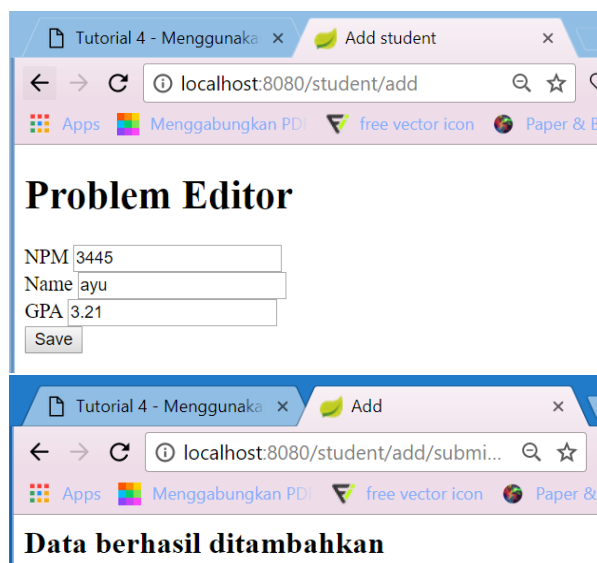 Tutorial 4 - Menggunaka
Add student
localhost:8080/student/add
Apps Menggabungkan PD free vector icon Paper & B
Problem Editor
NPM 3445
Name ayu
GPA 3.21
Save
Tutorial 4 - Menggunaka
Add
localhost:8080/student/add/submi...
Apps Menggabungkan PD free vector icon Paper &
Data berhasil ditambahkan